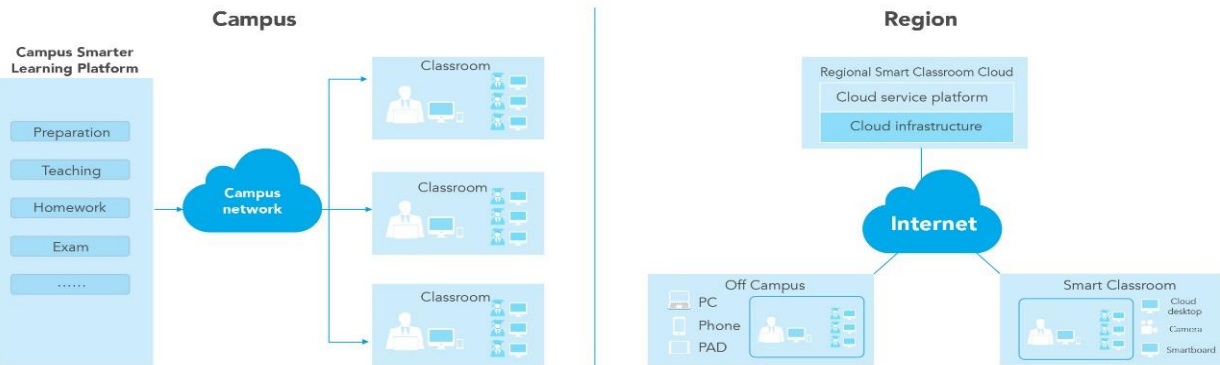 Campus
Campus Smarter
Learning Platform
Preparation
Teaching
Homework
Exam
......
Campus
network
Classroom
Classroom
Classroom
Region
Regional Smart Classroom Cloud
Cloud service platform
Cloud infrastructure
Internet
Off Campus
PC
Phone
PAD
Smart Classroom
Cloud
desktop
Camera
Smartboard